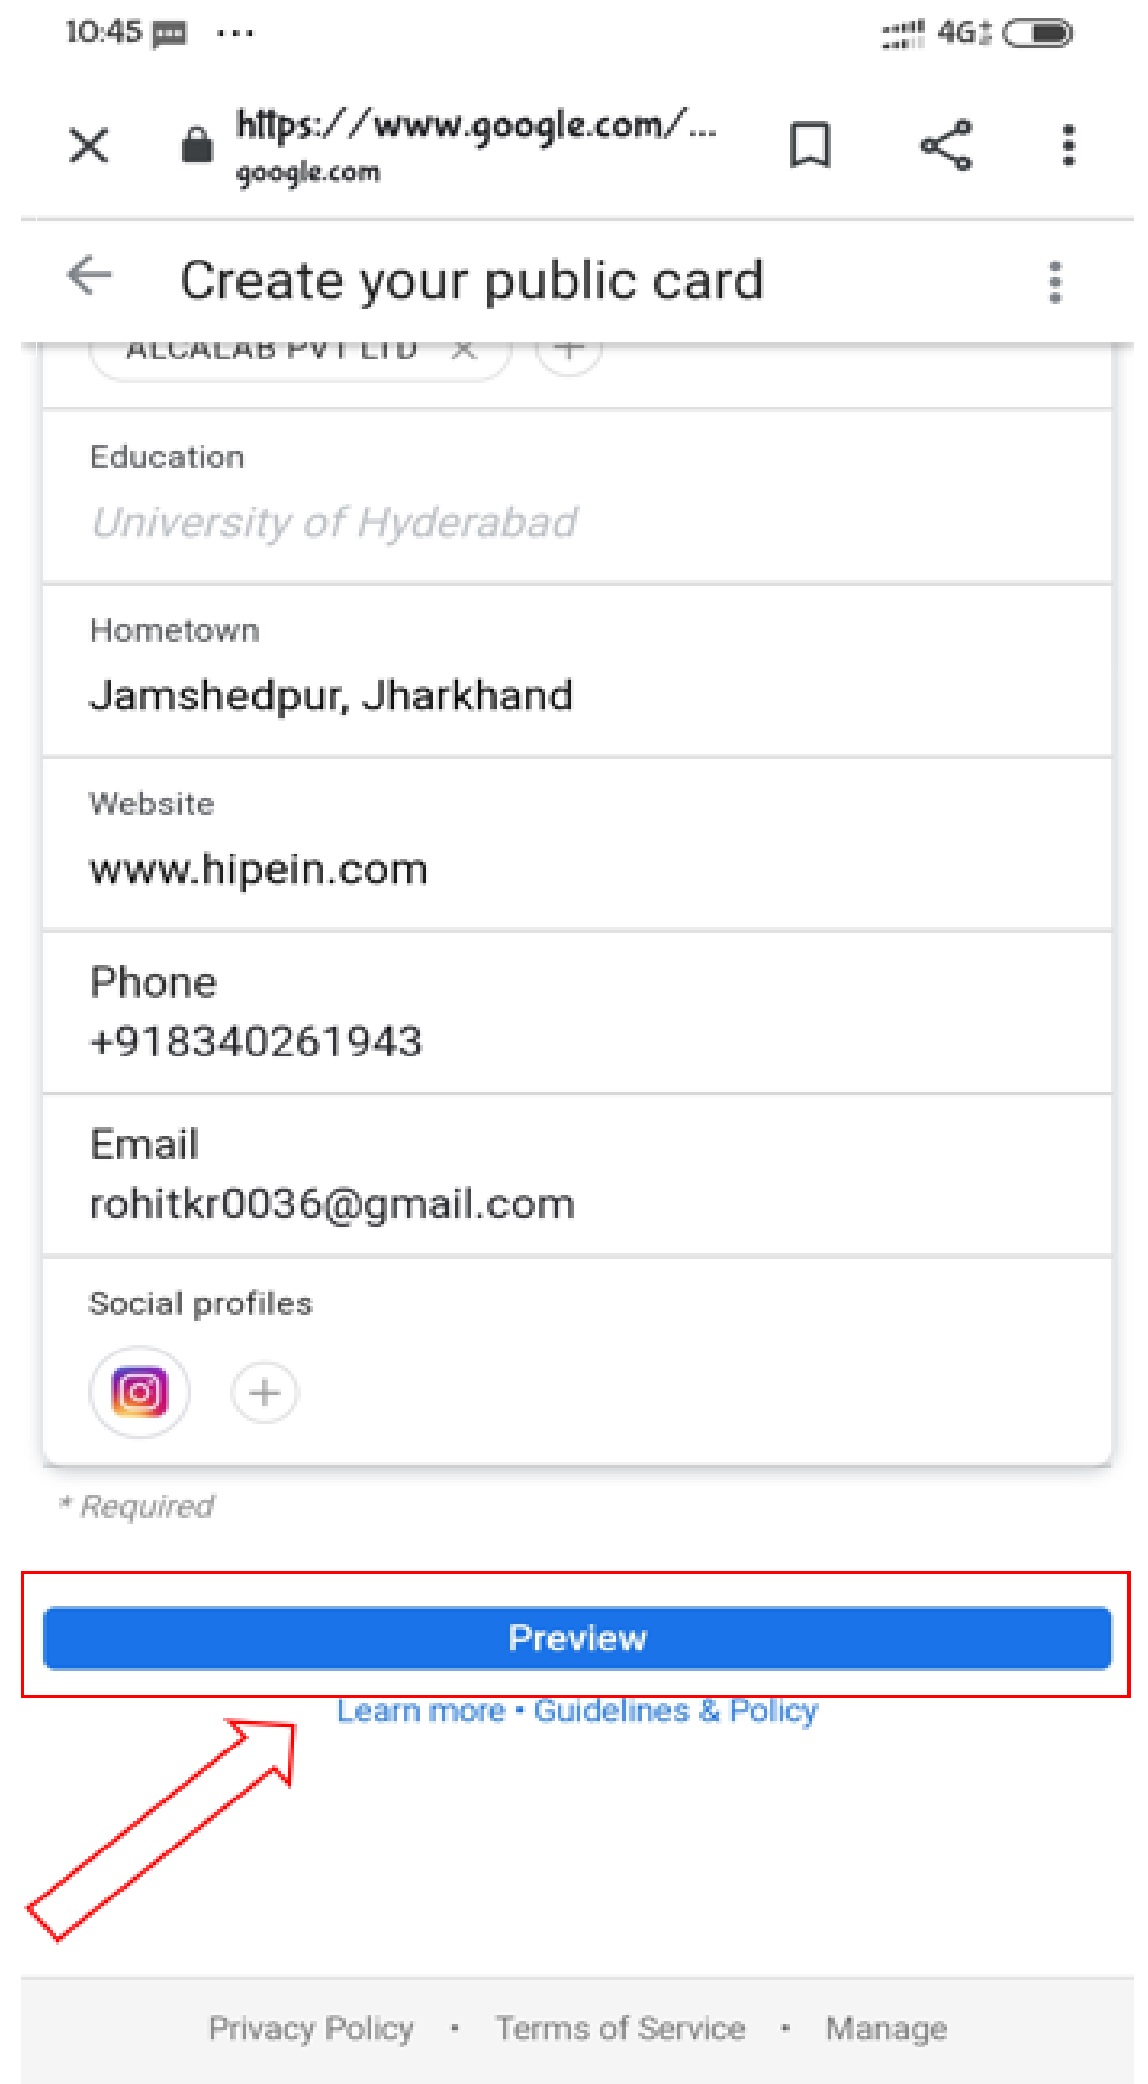 10:45 ... 4G
https://www.google.com/...
google.com
Create your public card
ALCALAB PVT LTD
Education
University of Hyderabad
Hometown
Jamshedpur, Jharkhand
Website
www.hipein.com
Phone
+918340261943
Email
rohitkr0036@gmail.com
Social profiles
* Required
Preview
Learn more • Guidelines & Policy
Privacy Policy • Terms of Service • Manage